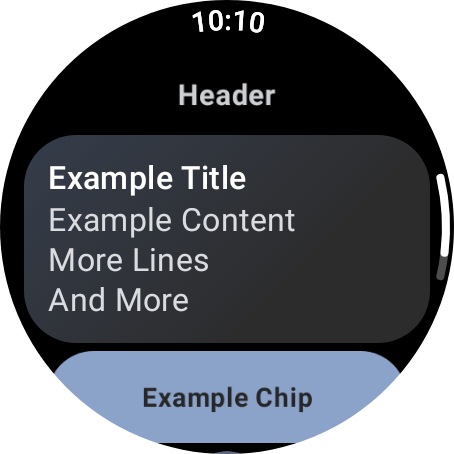 10:10
Header
Example Title
Example Content
More Lines
And More
Example Chip